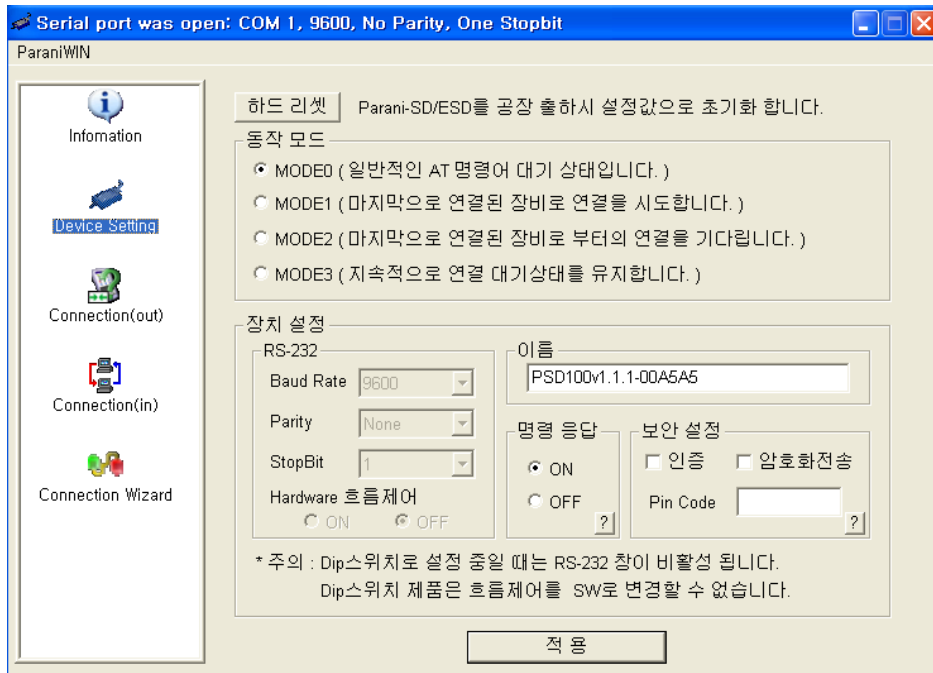 Serial port was open: COM 1, 9600, No Parity, One Stopbit
ParaniWIN
Infomation
Device Setting
Connection(out)
Connection(in)
Connection Wizard
하드 리셋 Parani-SD/ESD를 공장 출하시 설정값으로 초기화 합니다.
동작 모드
MODE0 ( 일반적인 AT 명령어 대기 상태입니다. )
MODE1 ( 마지막으로 연결된 장비로 연결을 시도합니다. )
MODE2 ( 마지막으로 연결된 장비로 부터의 연결을 기다립니다. )
MODE3 ( 지속적으로 연결 대기상태를 유지합니다. )
장치 설정
RS-232
Baud Rate 9600
Parity None
StopBit 1
Hardware 흐름제어
ON OFF
이름
PSD100v1.1.1-00A5A5
명령 응답
ON
OFF
?
보안 설정
인증 암호화전송
Pin Code
?
* 주의 : Dip스위치로 설정 중일 때는 RS-232 창이 비활성 됩니다.
Dip스위치 제품은 흐름제어를 SW로 변경할 수 없습니다.
적 용